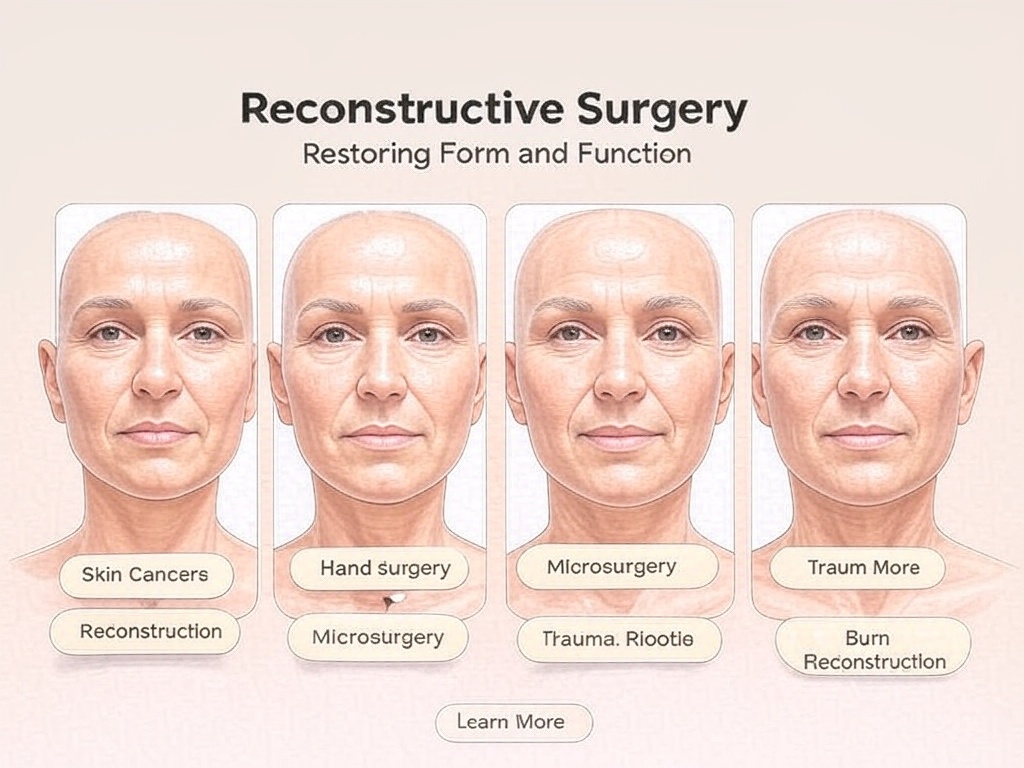 Reconstructive Surgery
Restoring Form and Function
Skin Cancers
Hand surgery
Microsurgery
Traum More
Reconstruction
Microsurgery
Trauma. Riootie
Burn
Reconstruction
Learn More